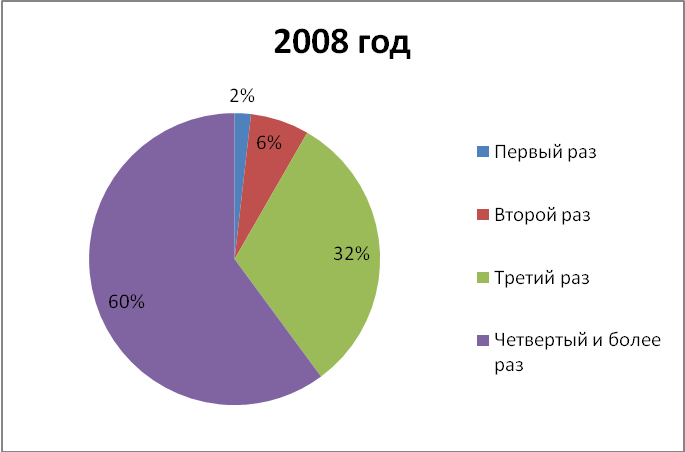 2008 год
2%
6%
32%
60%
Первый раз
Второй раз
Третий раз
Четвертый и более
раз